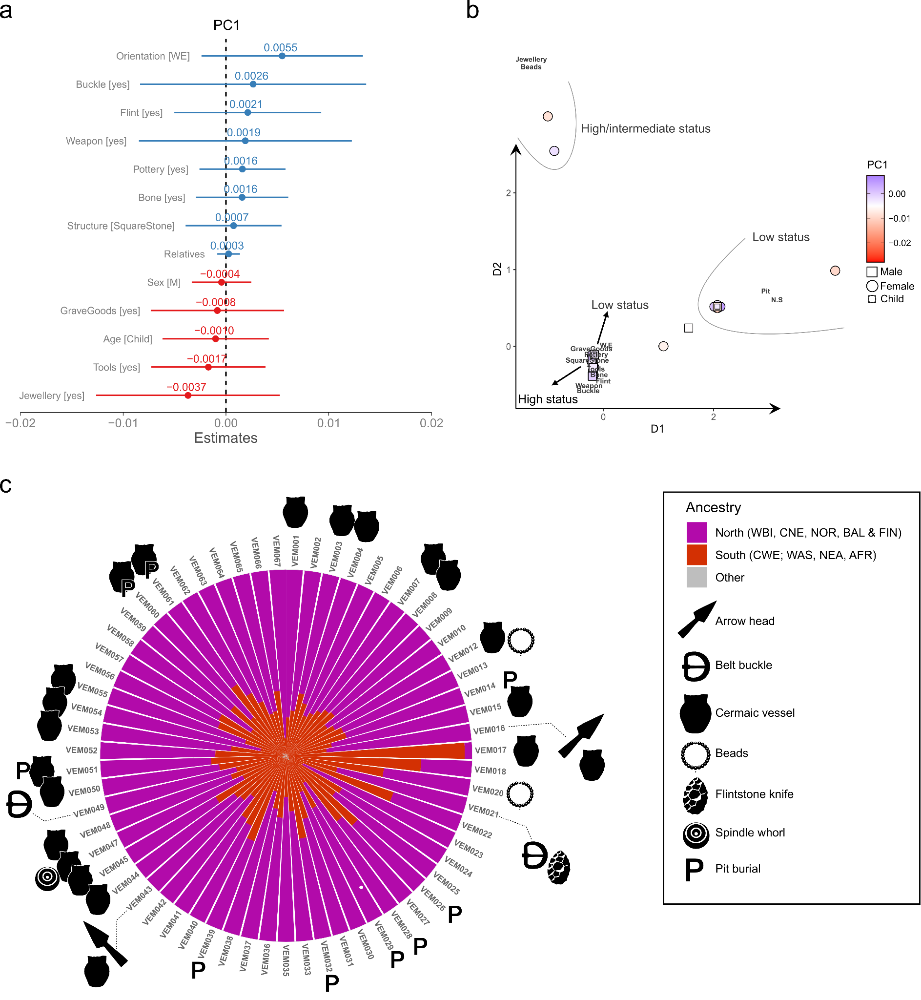 a
PC1
Orientation [WE]
0.0055
Buckle [yes]
0.0026
Flint [yes]
0.0021
Weapon [yes]
0.0019
Pottery [yes]
0.0016
Bone [yes]
0.0016
Structure [SquareStone]
0.0007
Relatives
0.0003
Sex [M]
−0.0004
GraveGoods [yes]
−0.0008
Age [Child]
−0.0010
Tools [yes]
−0.0017
Jewellery [yes]
−0.0037
−0.02
−0.01
0.00
0.01
0.02
Estimates
b
Jewellery
Beads
High/intermediate status
2
1
0
D2
Low status
Pit
N.S
Low status
W.E
GraveGoods
Pottery
SquareStone
Tools
Bone
Flint
Weapon
Buckle
High status
0
2
D1
PC1
0.00
−0.01
−0.02
Male
Female
Child
c
VEM001
VEM002
VEM003
VEM004
VEM005
VEM006
VEM007
VEM008
VEM009
VEM010
VEM012
VEM013
P
VEM014
VEM015
VEM016
VEM017
VEM018
VEM020
VEM021
VEM022
VEM023
VEM024
VEM025
VEM026
P
VEM027
VEM028
P
VEM029
P
VEM030
VEM031
VEM032
P
VEM033
VEM035
VEM036
VEM037
VEM038
VEM039
P
VEM040
VEM041
VEM042
VEM043
VEM044
VEM045
VEM047
VEM048
VEM049
VEM050
VEM051
P
VEM052
VEM053
VEM054
VEM055
VEM056
VEM057
VEM058
VEM059
VEM060
P
VEM061
P
VEM062
VEM063
VEM064
VEM065
VEM066
VEM067
Ancestry
North (WBI, CNE, NOR, BAL & FIN)
South (CWE; WAS, NEA, AFR)
Other
Arrow head
Belt buckle
Cermaic vessel
Beads
Flintstone knife
Spindle whorl
P Pit burial